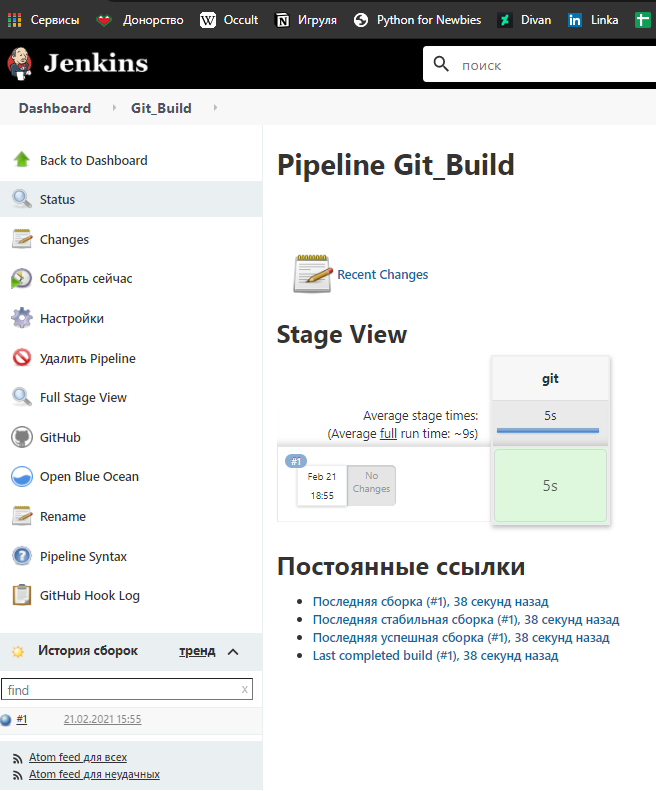 Сервисы Донорство Occult Игруля Python for Newbies Divan Linka
Jenkins
поиск
Dashboard Git_Build
Back to Dashboard
Status
Changes
Собрать сейчас
Настройки
Удалить Pipeline
Full Stage View
GitHub
Open Blue Ocean
Rename
Pipeline Syntax
GitHub Hook Log
История сборок тренд
find x
#1 21.02.2021 15:55
Atom feed для всех
Atom feed для неудачных
Pipeline Git_Build
Recent Changes
Stage View
git
Average stage times: 5s
(Average full run time: ~9s)
#1
Feb 21
18:55
No
Changes
5s
Постоянные ссылки
Последняя сборка (#1), 38 секунд назад
Последняя стабильная сборка (#1), 38 секунд назад
Последняя успешная сборка (#1), 38 секунд назад
Last completed build (#1), 38 секунд назад